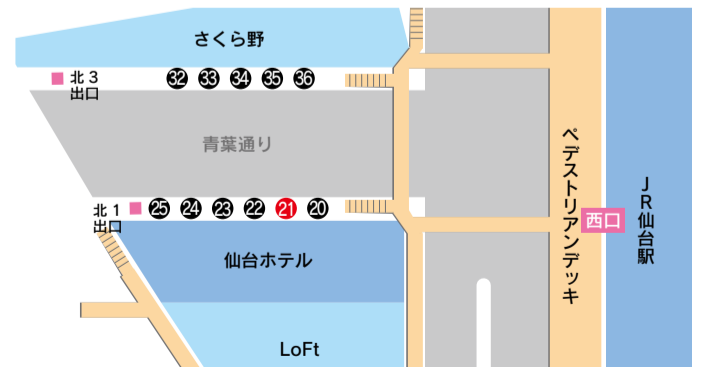 さくら野
北3
出口
32 33 34 35 36
青葉通り
北1
出口
25 24 23 22 21 20
仙台ホテル
LoFt
ペデストリアンデッキ
西口
JR仙台駅